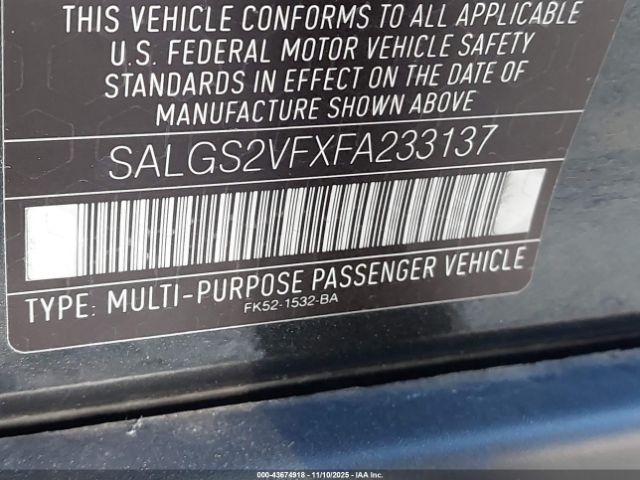 THIS VEHICLE CONFORMS TO ALL APPLICABLE
U.S. FEDERAL MOTOR VEHICLE SAFETY
STANDARDS IN EFFECT ON THE DATE OF
MANUFACTURE SHOWN ABOVE
SALGS2VFXFA233137
TYPE: MULTI-PURPOSE PASSENGER VEHICLE
FK52-1532-BA
000-43674918 - 11/10/2025 - IAAI, Inc.